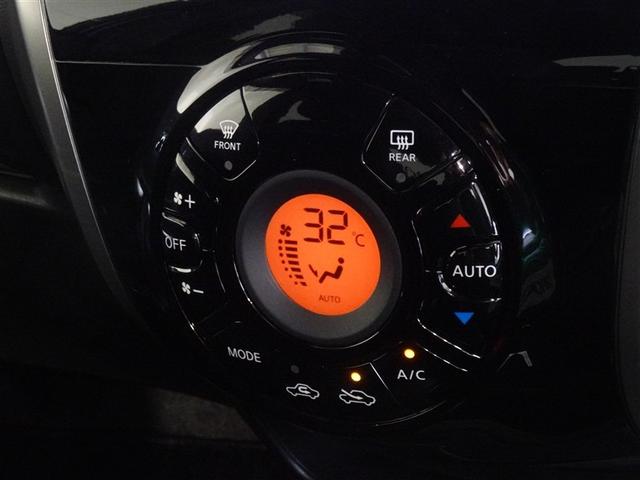 FRONT
REAR
+
OFF
-
32°C
AUTO
AUTO
MODE
A/C